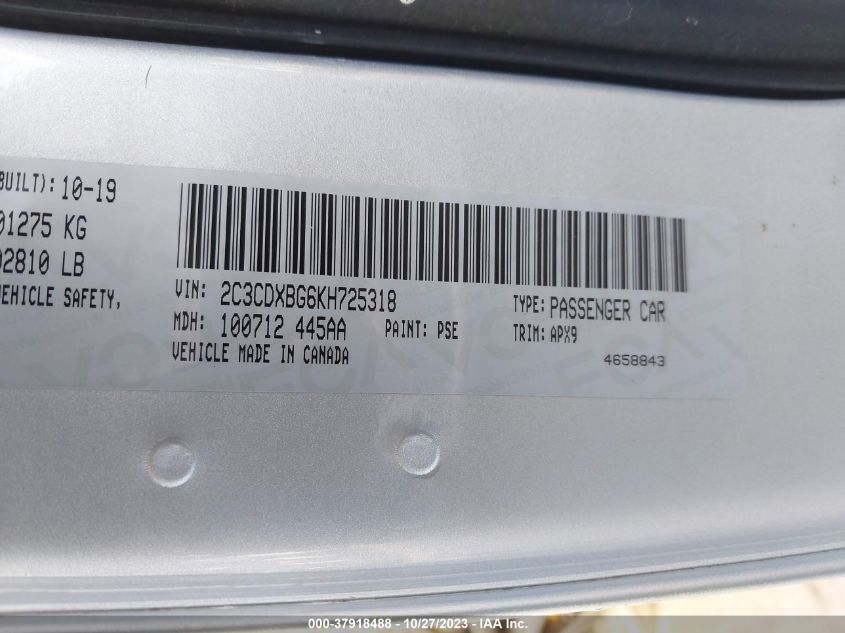 BUILT): 10-19
01275 KG
02810 LB
VEHICLE SAFETY,
VIN: 2C3CDXBG6KH725318
TYPE: PASSENGER CAR
MDH: 100712 445AA
PAINT: PSE
TRIM: APX9
VEHICLE MADE IN CANADA
4658843
000-37918488 - 10/27/2023 - IAA Inc.